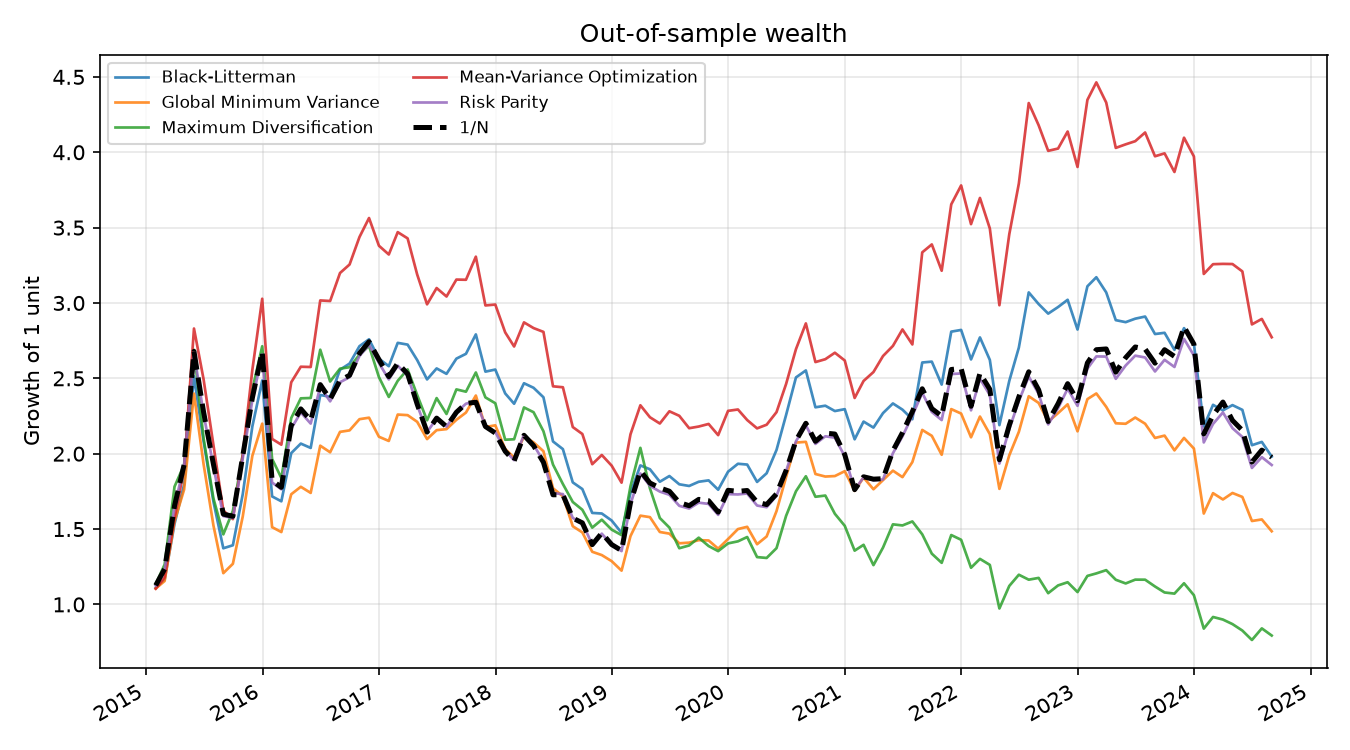 Out-of-sample wealth
Black-Litterman
Global Minimum Variance
Maximum Diversification
Mean-Variance Optimization
Risk Parity
1/N
Growth of 1 unit
4.5
4.0
3.5
3.0
2.5
2.0
1.5
1.0
2015
2016
2017
2018
2019
2020
2021
2022
2023
2024
2025